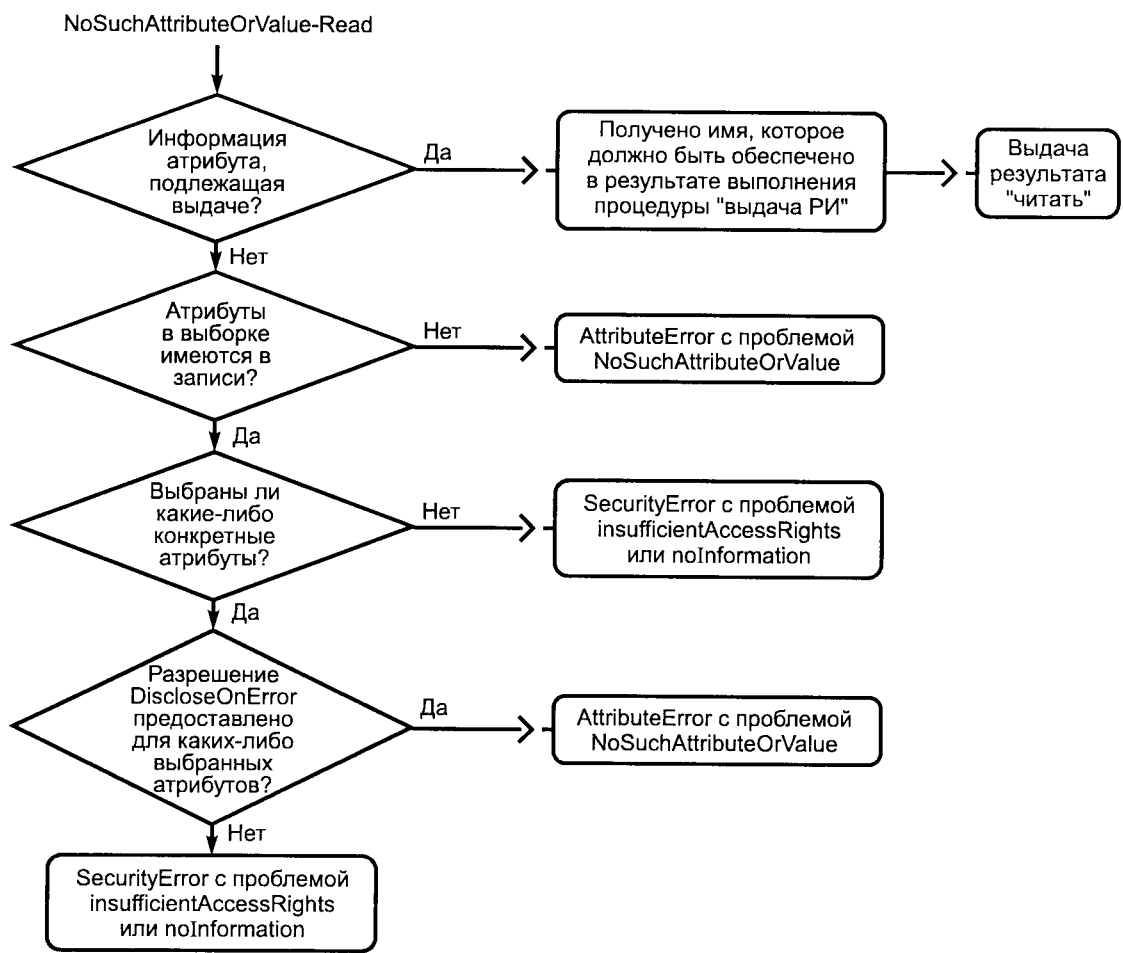 NoSuchAttributeOrValue-Read
Информация
атрибута,
подлежащая
выдаче?
Да
Получено имя, которое
должно быть обеспечено
в результате выполнения
процедуры "выдача РИ"
Выдача
результата
"читать"
Нет
Атрибуты
в выборке
имеются в
записи?
Нет
AttributeError с проблемой
NoSuchAttributeOrValue
Да
Выбраны ли
какие-либо
конкретные
атрибуты?
Нет
SecurityError с проблемой
insufficientAccessRights
или noInformation
Да
Разрешение
DiscloseOnError
предоставлено
для каких-либо
выбранных
атрибутов?
Да
AttributeError с проблемой
NoSuchAttributeOrValue
Нет
SecurityError с проблемой
insufficientAccessRights
или noInformation